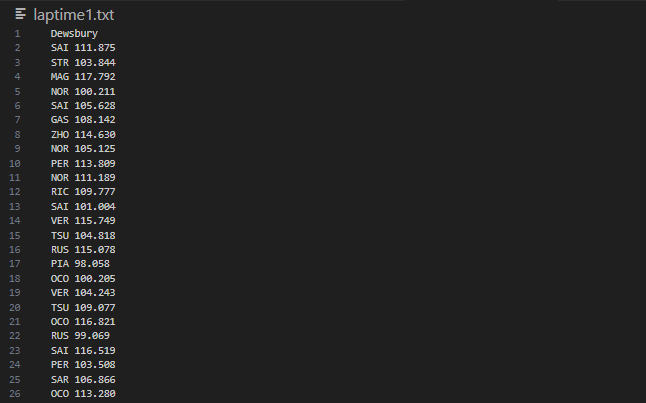 laptime1.txt
1 Dewsbury
2 SAI 111.875
3 STR 103.844
4 MAG 117.792
5 NOR 100.211
6 SAI 105.628
7 GAS 108.142
8 ZHO 114.630
9 NOR 105.125
10 PER 113.809
11 NOR 111.189
12 RIC 109.777
13 SAI 101.004
14 VER 115.749
15 TSU 104.818
16 RUS 115.078
17 PIA 98.058
18 OCO 100.205
19 VER 104.243
20 TSU 109.077
21 OCO 116.821
22 RUS 99.069
23 SAI 116.519
24 PER 103.508
25 SAR 106.866
26 OCO 113.280